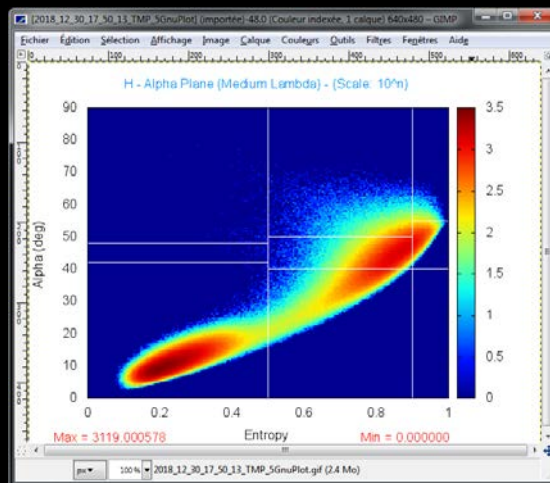 [2018_12_30_17_50_13_TMP_5GnuPlot] (importée)-48.0 (Couleur indexée, 1 calque) 640x480 – GIMP
Fichier Édition Sélection Affichage Image Calque Couleurs Outils Filtres Fenêtres Aide
H - Alpha Plane (Medium Lambda) - (Scale: 10^n)
90
80
70
60
50
40
30
20
10
0
Alpha (deg)
3.5
3
2.5
2
1.5
1
0.5
0
0 0.2 0.4 0.6 0.8 1
Max = 3119.000578 Entropy Min = 0.000000
px 100 % 2018_12_30_17_50_13_TMP_5GnuPlot.gif (2.4 Mo)